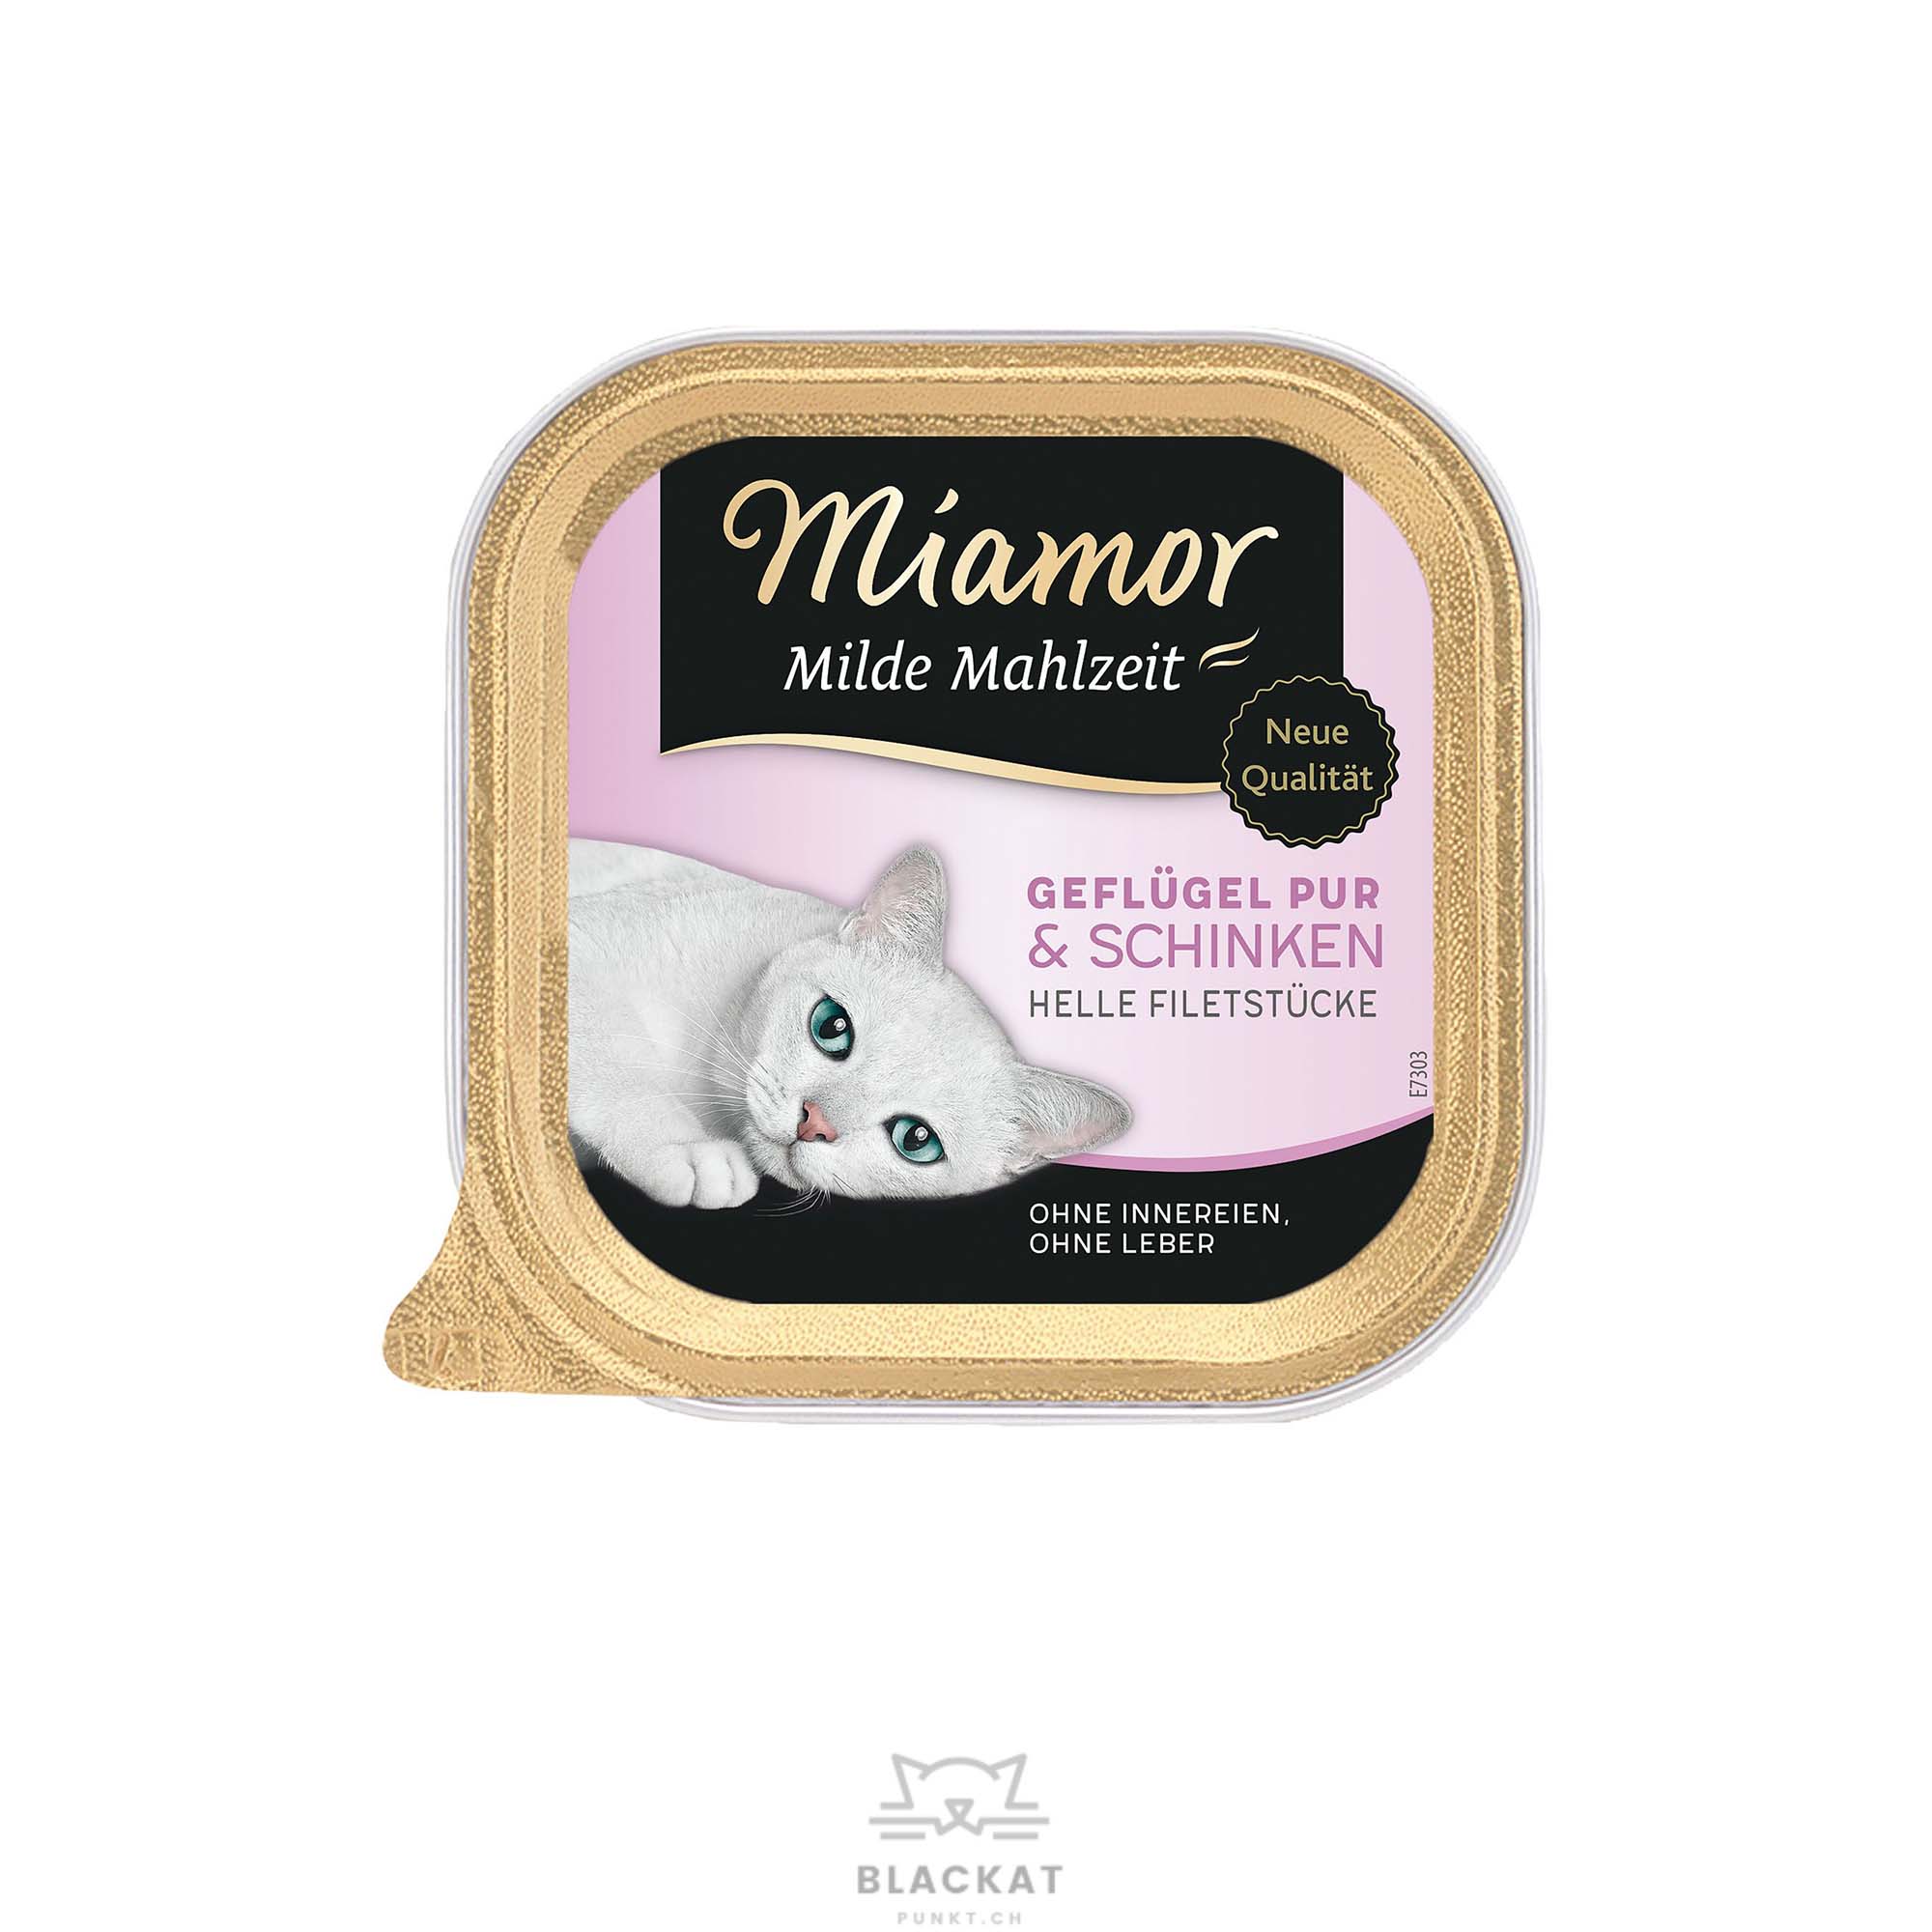 Miamor
Milde Mahlzeit
Neue
Qualität
GEFLÜGEL PUR
& SCHINKEN
HELLE FILETSTÜCKE
E7303
OHNE INNEREIEN,
OHNE LEBER
BLACKAT
PUNKT.CH